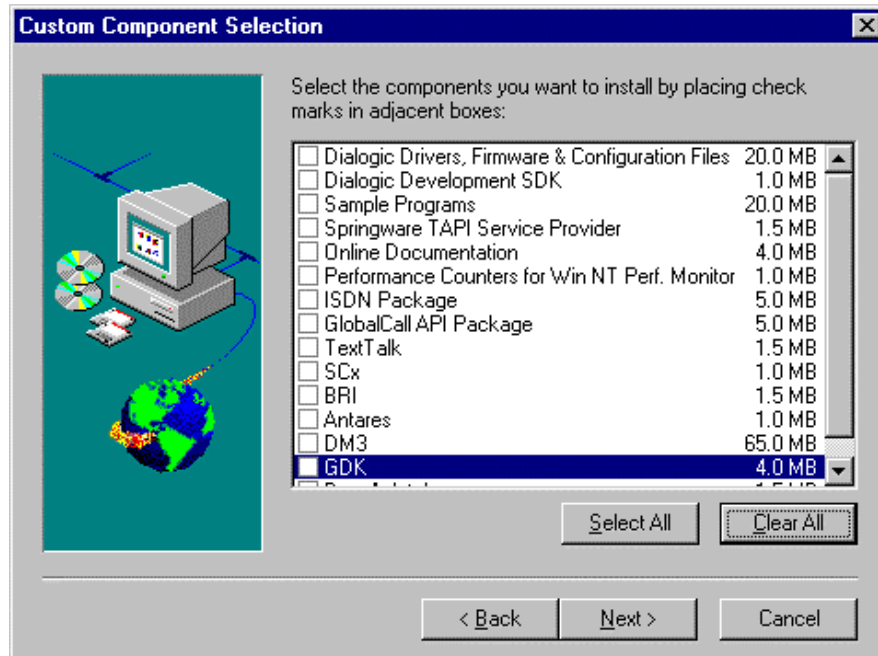 Custom Component Selection
Select the components you want to install by placing check
marks in adjacent boxes:
Dialogic Drivers, Firmware & Configuration Files 20.0 MB
Dialogic Development SDK 1.0 MB
Sample Programs 20.0 MB
Springware TAPI Service Provider 1.5 MB
Online Documentation 4.0 MB
Performance Counters for Win NT Perf. Monitor 1.0 MB
ISDN Package 5.0 MB
GlobalCall API Package 5.0 MB
TextTalk 1.5 MB
SCx 1.0 MB
BRI 1.5 MB
Antares 1.0 MB
DM3 65.0 MB
GDK 4.0 MB
Select All Clear All
< Back Next > Cancel